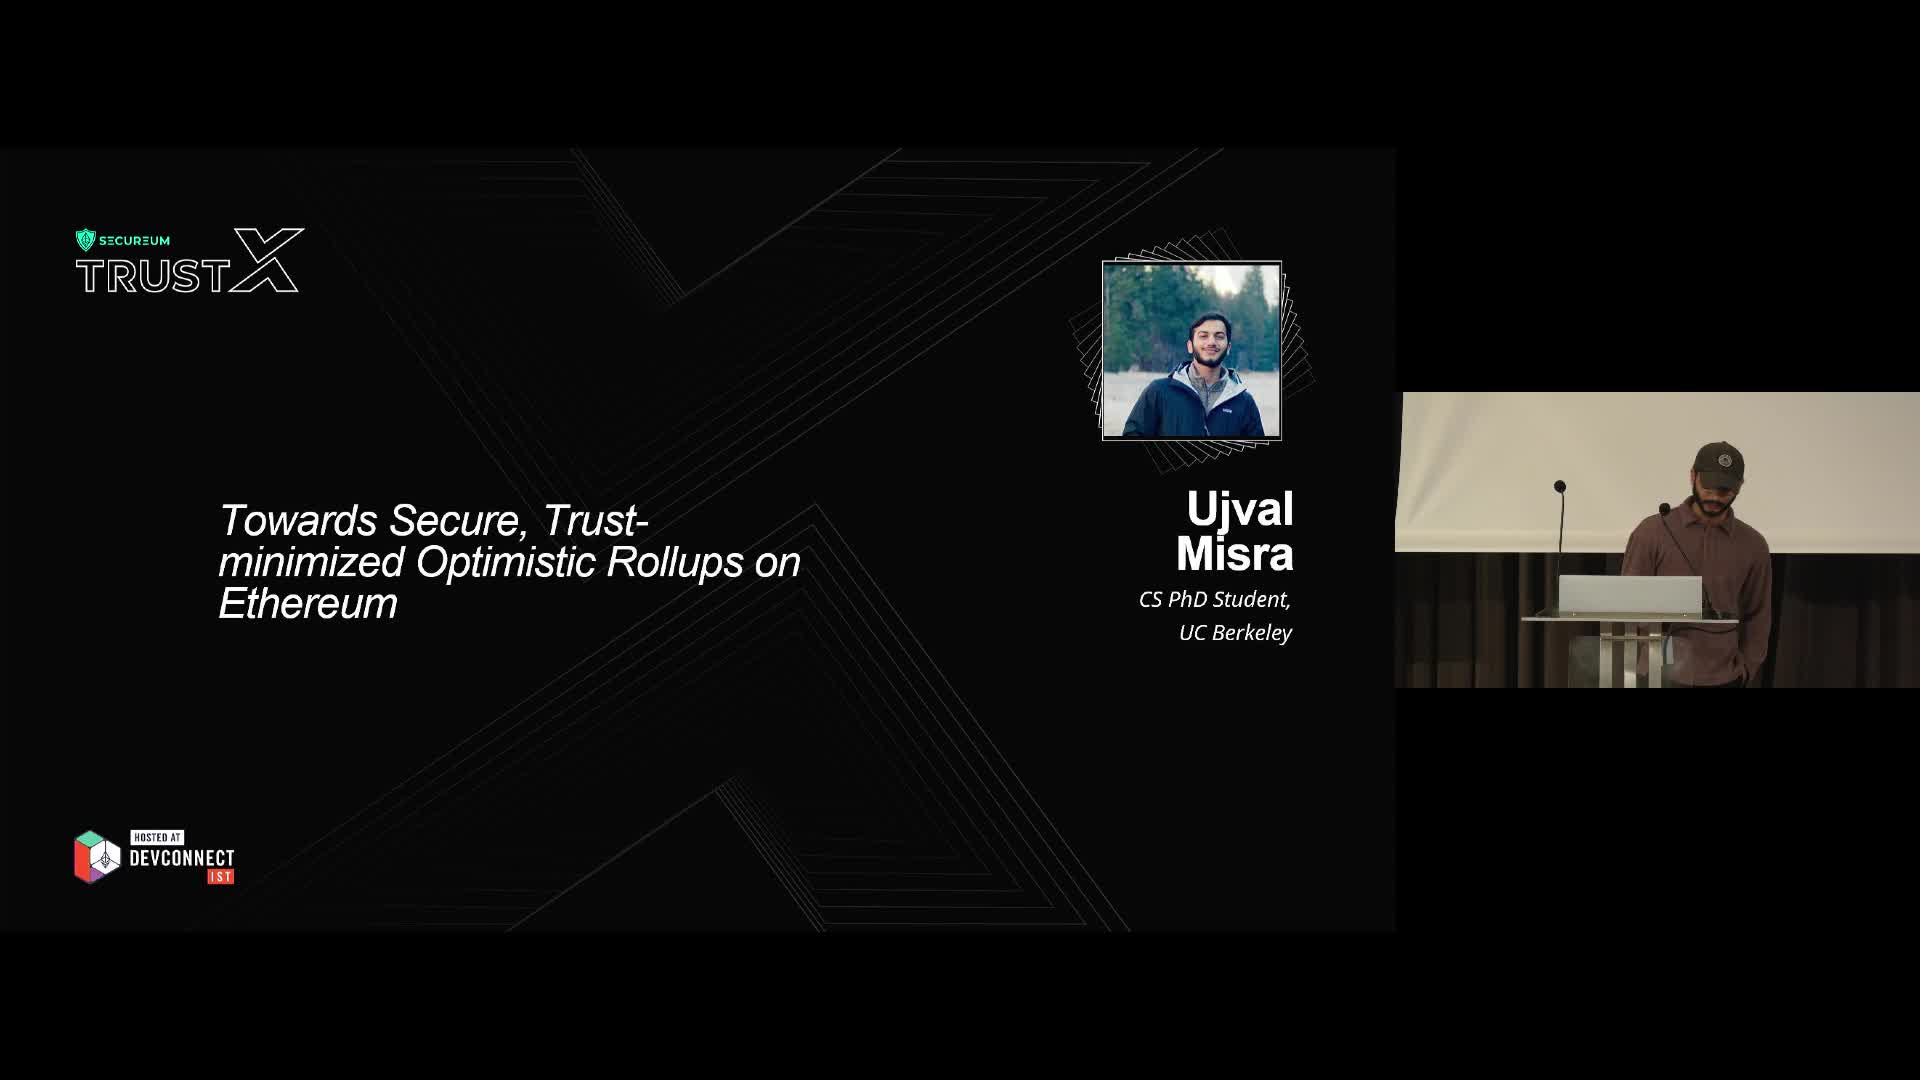 SECUREUM
TRUSTX
Towards Secure, Trust-
minimized Optimistic Rollups on
Ethereum
Ujval
Misra
CS PhD Student,
UC Berkeley
HOSTED AT
DEVCONNECT
IST